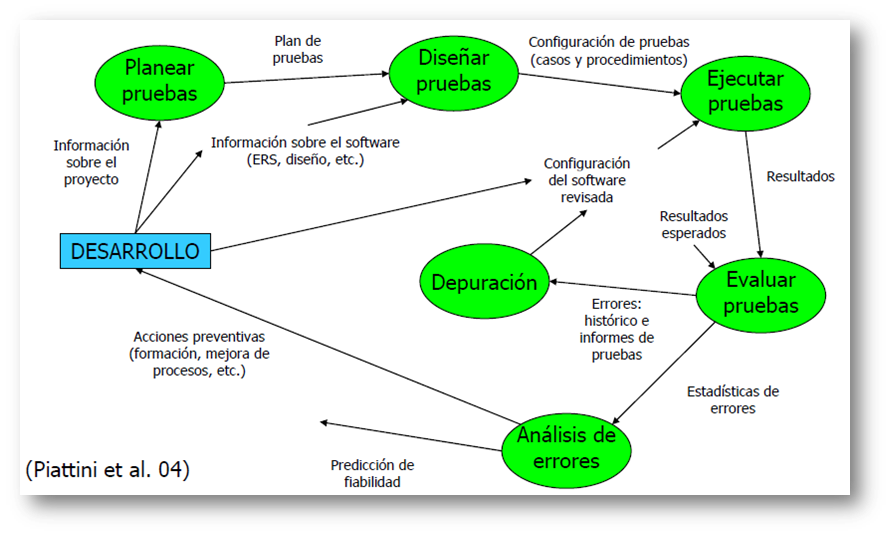 Planear
pruebas
Plan de
pruebas
Diseñar
pruebas
Configuración de pruebas
(casos y procedimientos)
Ejecutar
pruebas
Información
sobre el
proyecto
Información sobre el software
(ERS, diseño, etc.)
Configuración
del software
revisada
Resultados
Resultados
esperados
DESARROLLO
Depuración
Evaluar
pruebas
Errores:
histórico e
informes de
pruebas
Acciones preventivas
(formación, mejora de
procesos, etc.)
Estadísticas de
errores
Análisis de
errores
Predicción de
fiabilidad
(Piattini et al. 04)